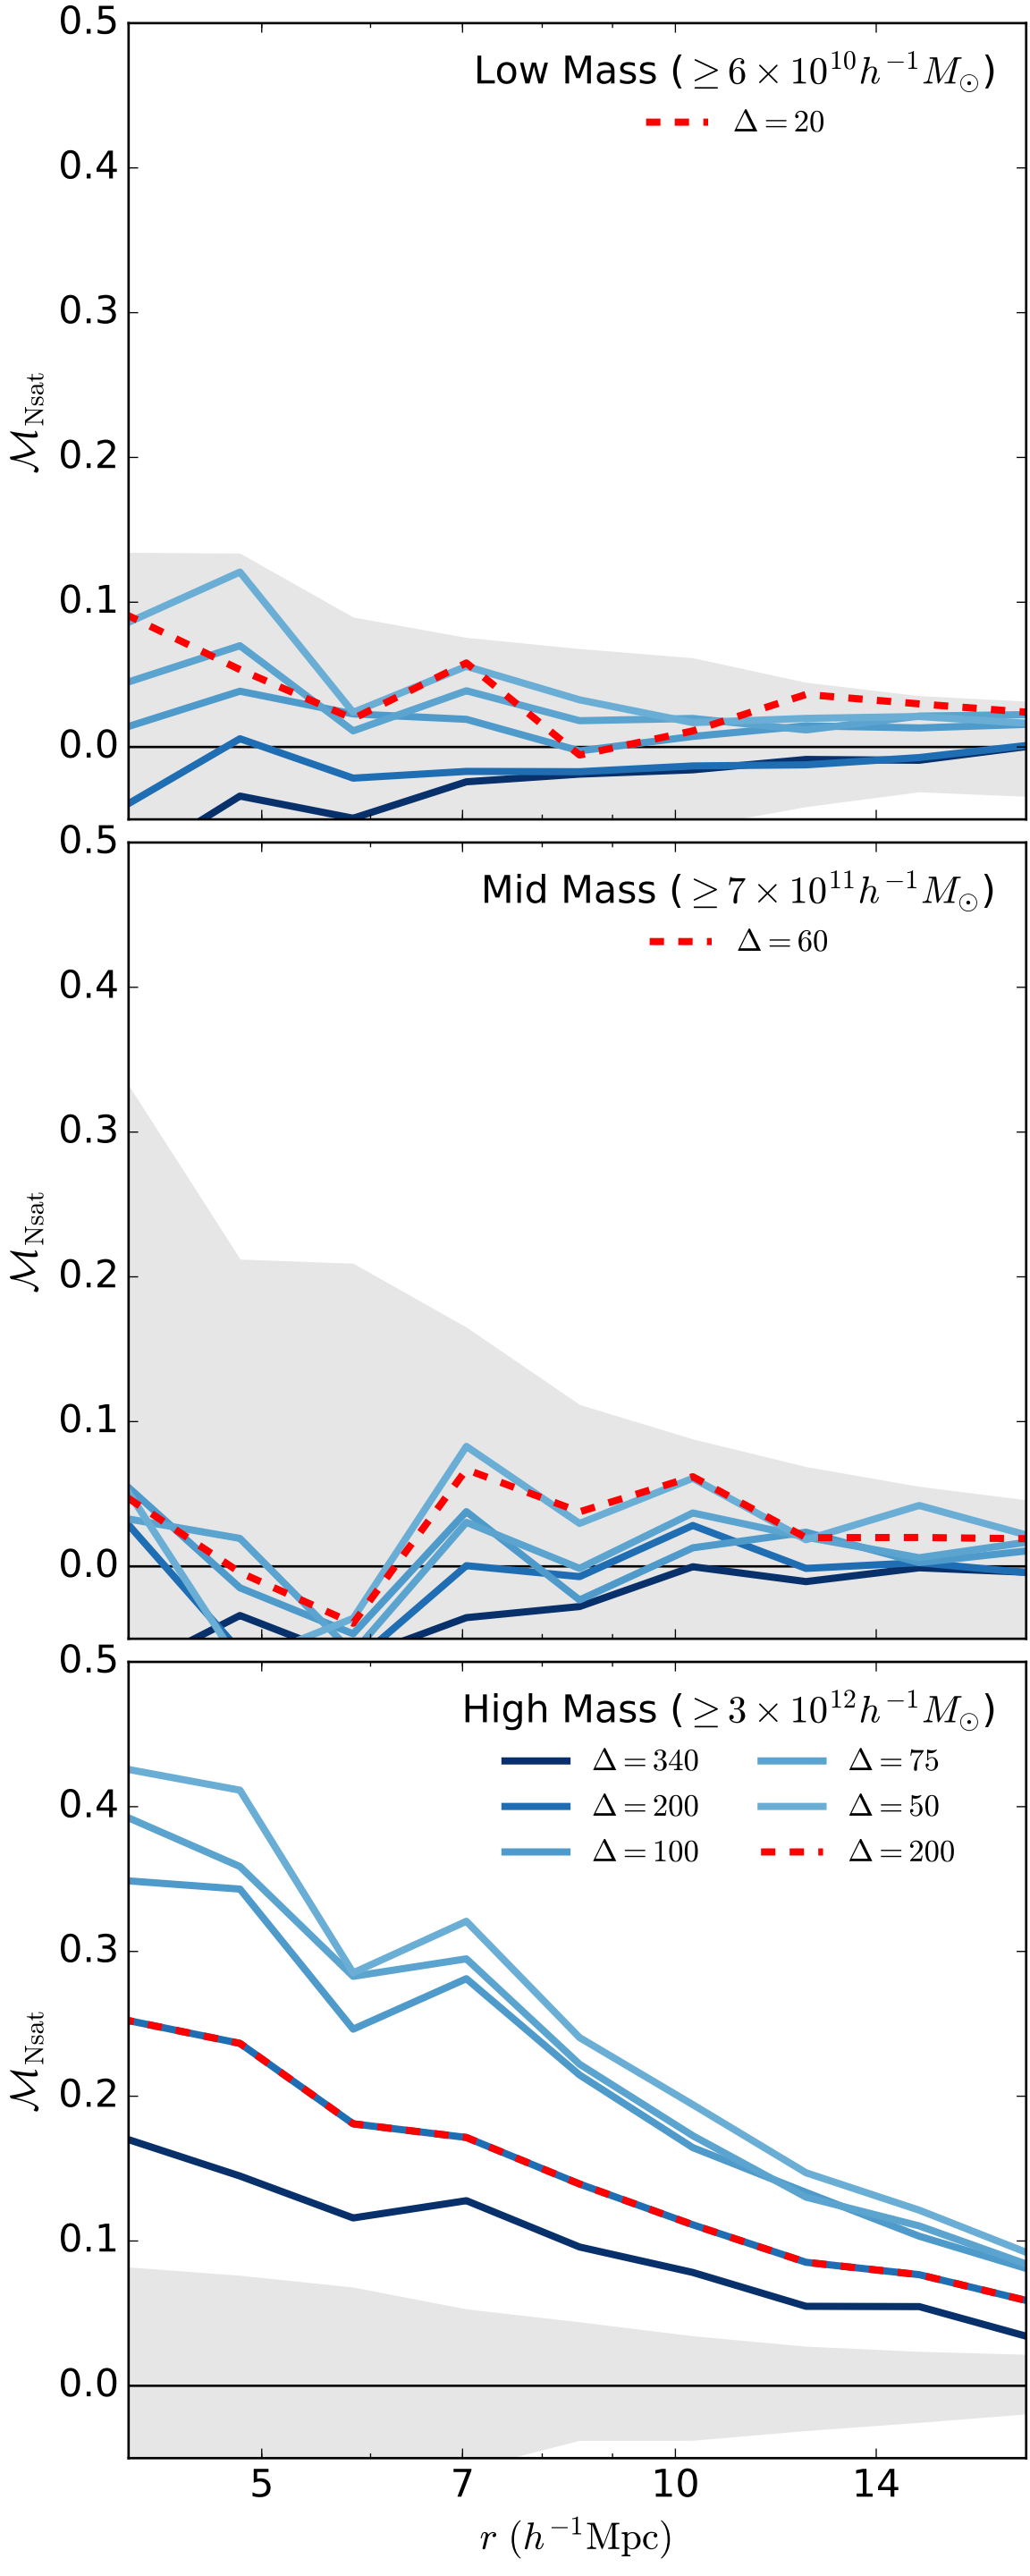 0.5
Low Mass (≥6×10¹⁰h⁻¹M⊙)
Δ=20
0.4
0.3
0.2
0.1
0.0
ℳNsat
0.5
Mid Mass (≥7×10¹¹h⁻¹M⊙)
Δ=60
0.4
0.3
0.2
0.1
0.0
ℳNsat
0.5
High Mass (≥3×10¹²h⁻¹M⊙)
Δ=340 Δ=75
Δ=200 Δ=50
Δ=100 Δ=200
0.4
0.3
0.2
0.1
0.0
ℳNsat
5 7 10 14
r (h⁻¹Mpc)